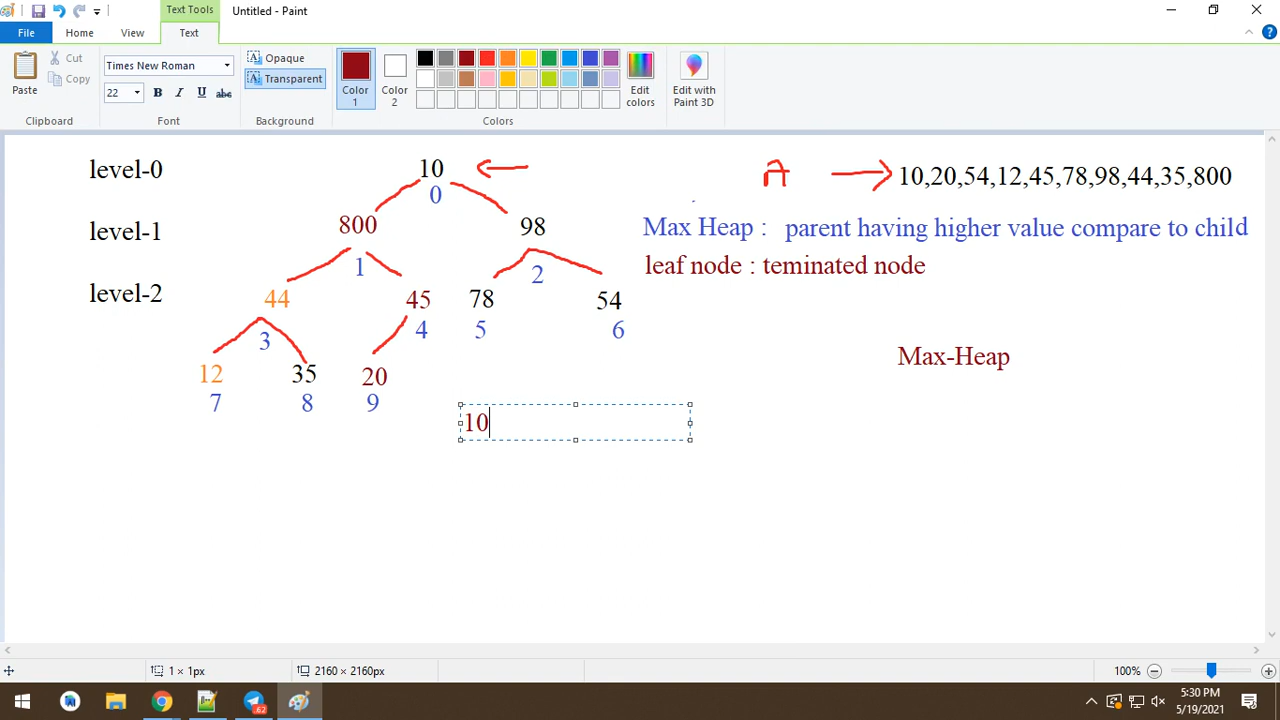 Text Tools
Untitled - Paint
File
Home
View
Text
Paste
Cut
Copy
Clipboard
Times New Roman
22
B I U abc
Font
Opaque
Transparent
Background
Color 1
Color 2
Colors
Edit colors
Edit with Paint 3D
level-0
10
0
A
10,20,54,12,45,78,98,44,35,800
level-1
800
98
1
2
Max Heap : parent having higher value compare to child
leaf node : teminated node
level-2
44
45
78
54
3
4
5
6
12
35
20
7
8
9
Max-Heap
10
1 × 1px
2160 × 2160px
100%
62
5:30 PM
5/19/2021